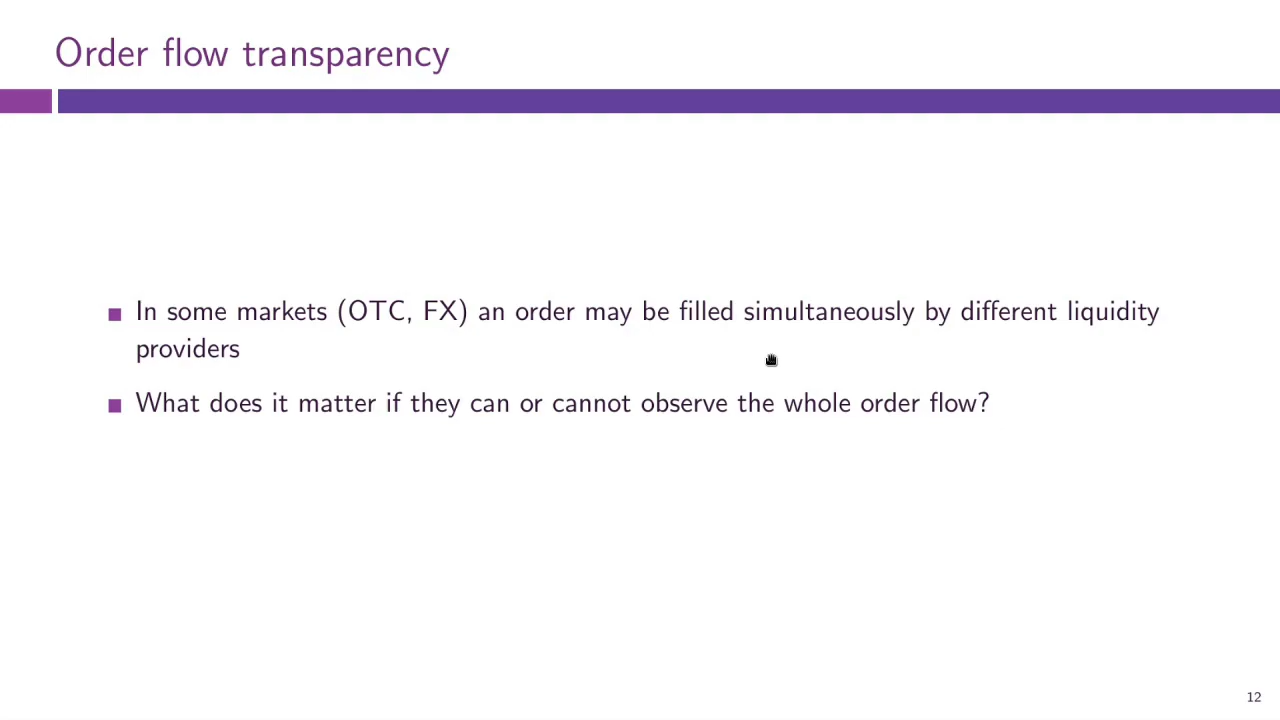 Order flow transparency
In some markets (OTC, FX) an order may be filled simultaneously by different liquidity
providers
What does it matter if they can or cannot observe the whole order flow?
12